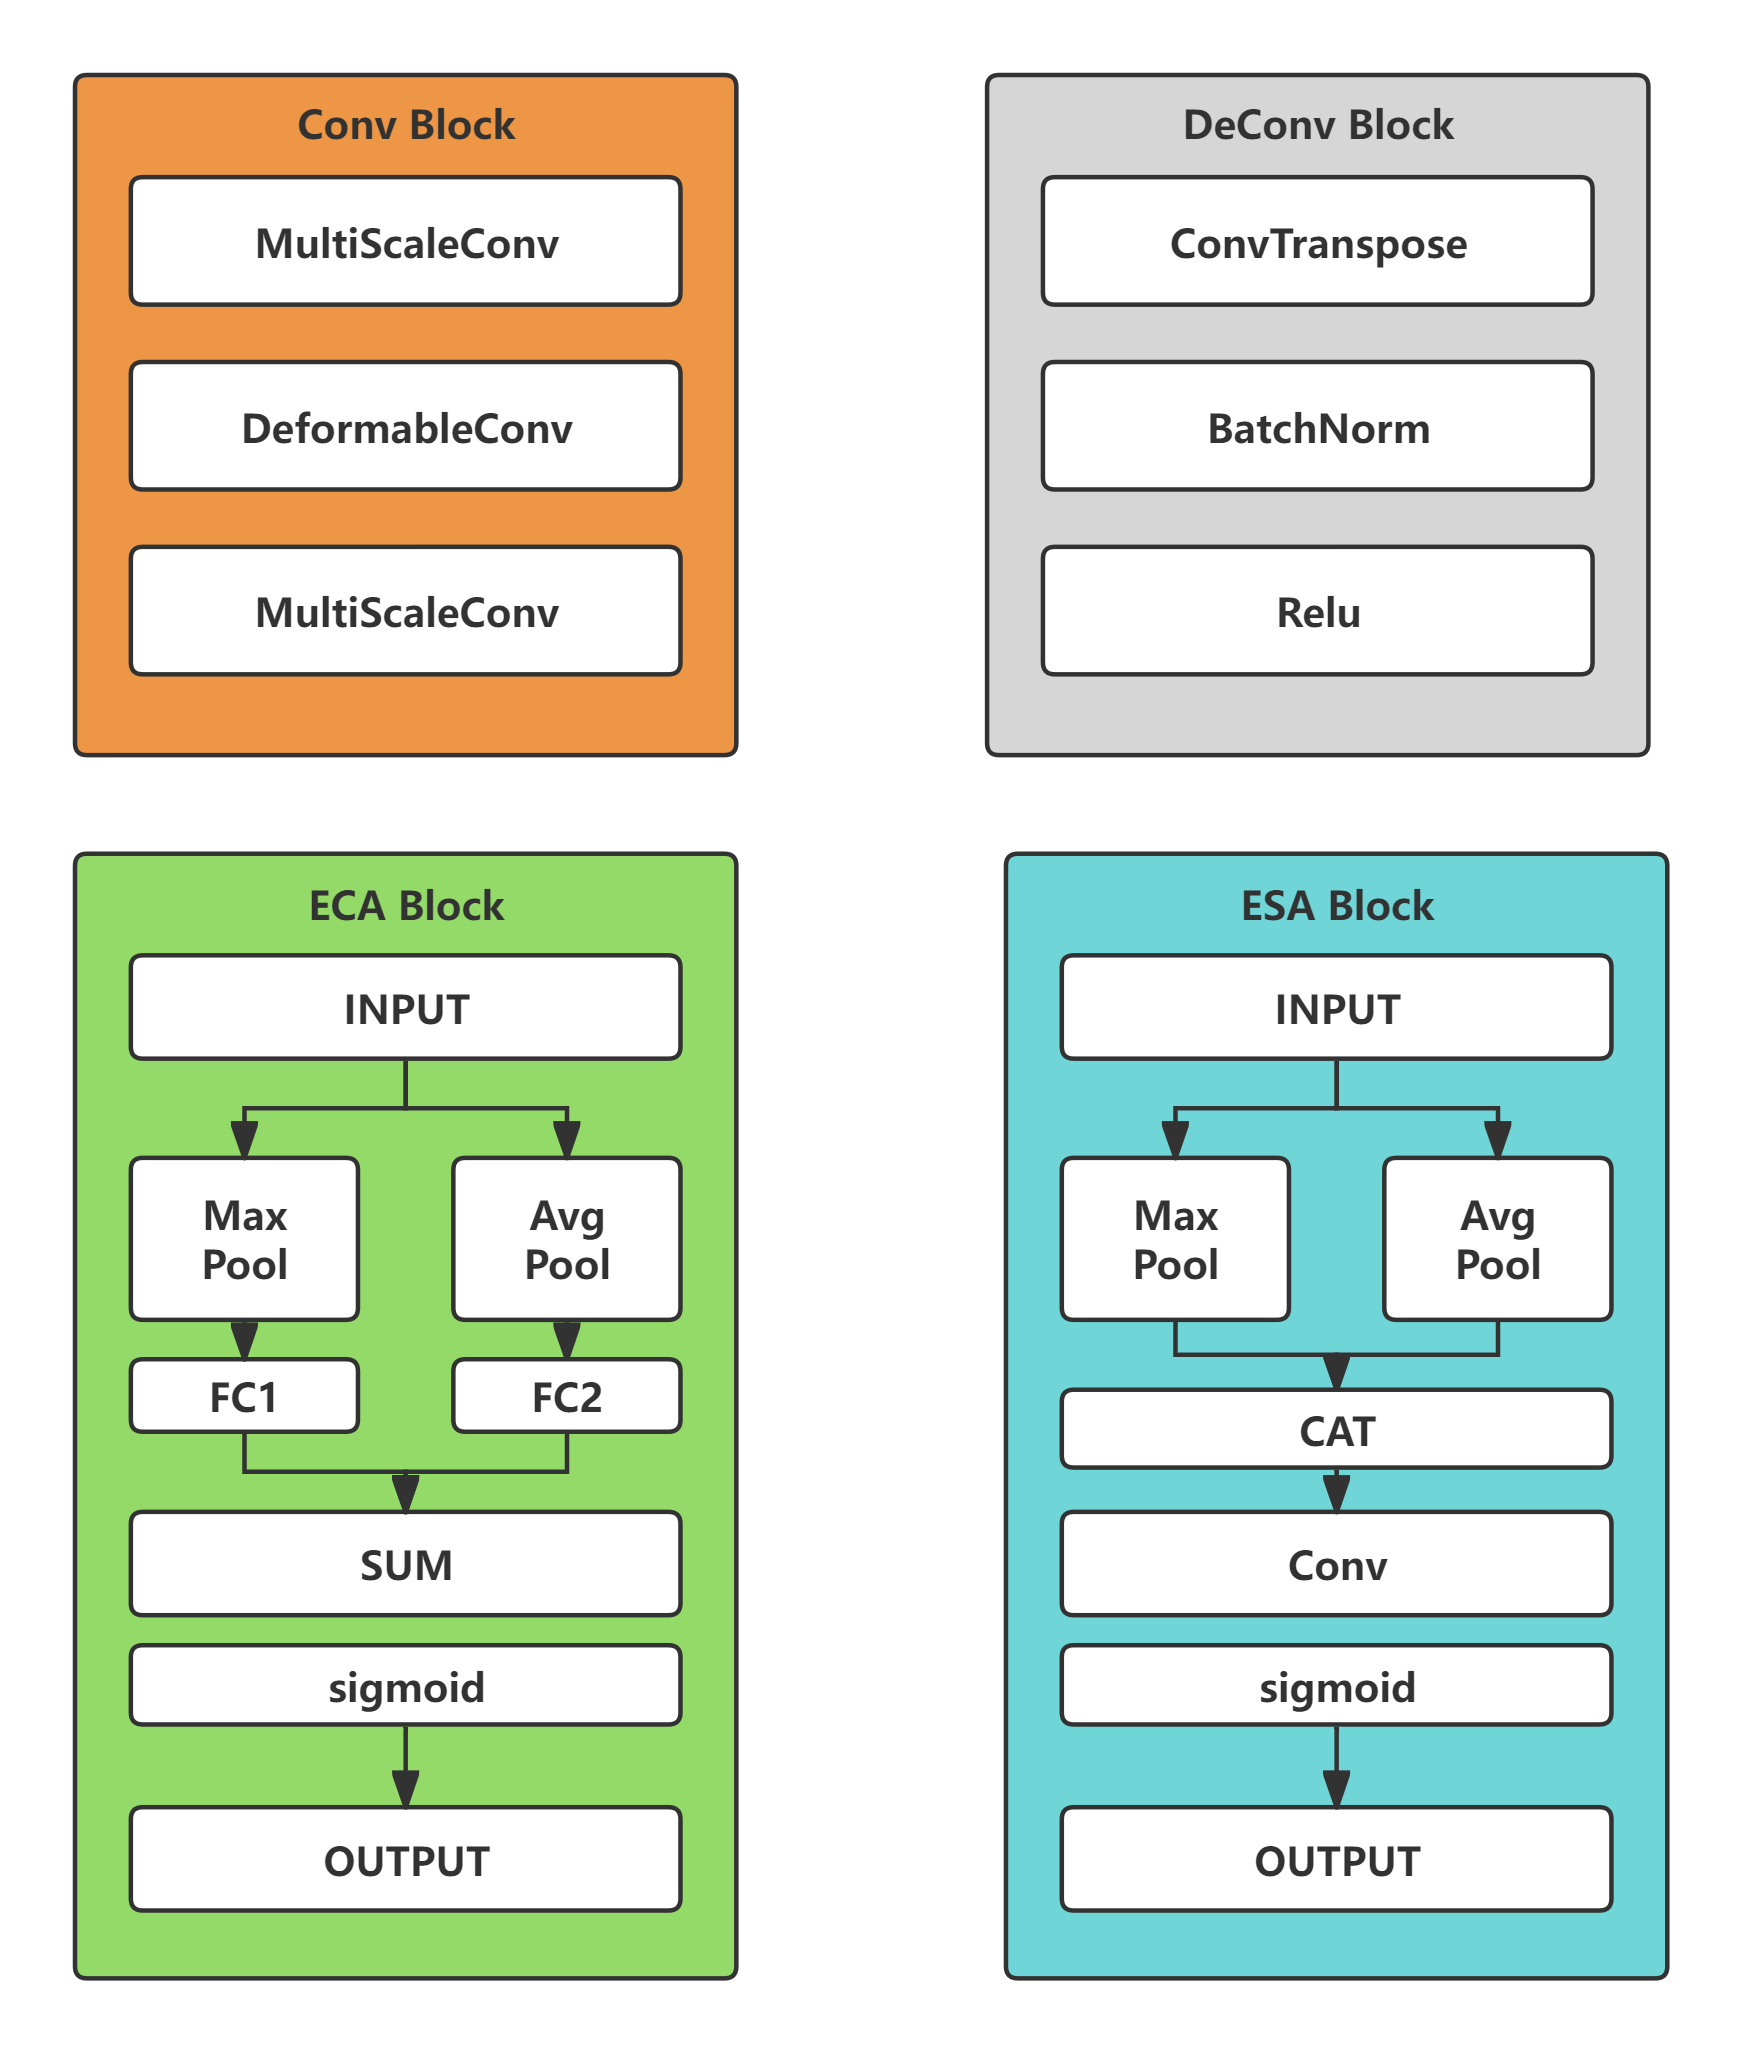 Conv Block
MultiScaleConv
DeformableConv
MultiScaleConv
DeConv Block
ConvTranspose
BatchNorm
Relu
ECA Block
INPUT
Max
Pool
Avg
Pool
FC1
FC2
SUM
sigmoid
OUTPUT
ESA Block
INPUT
Max
Pool
Avg
Pool
CAT
Conv
sigmoid
OUTPUT